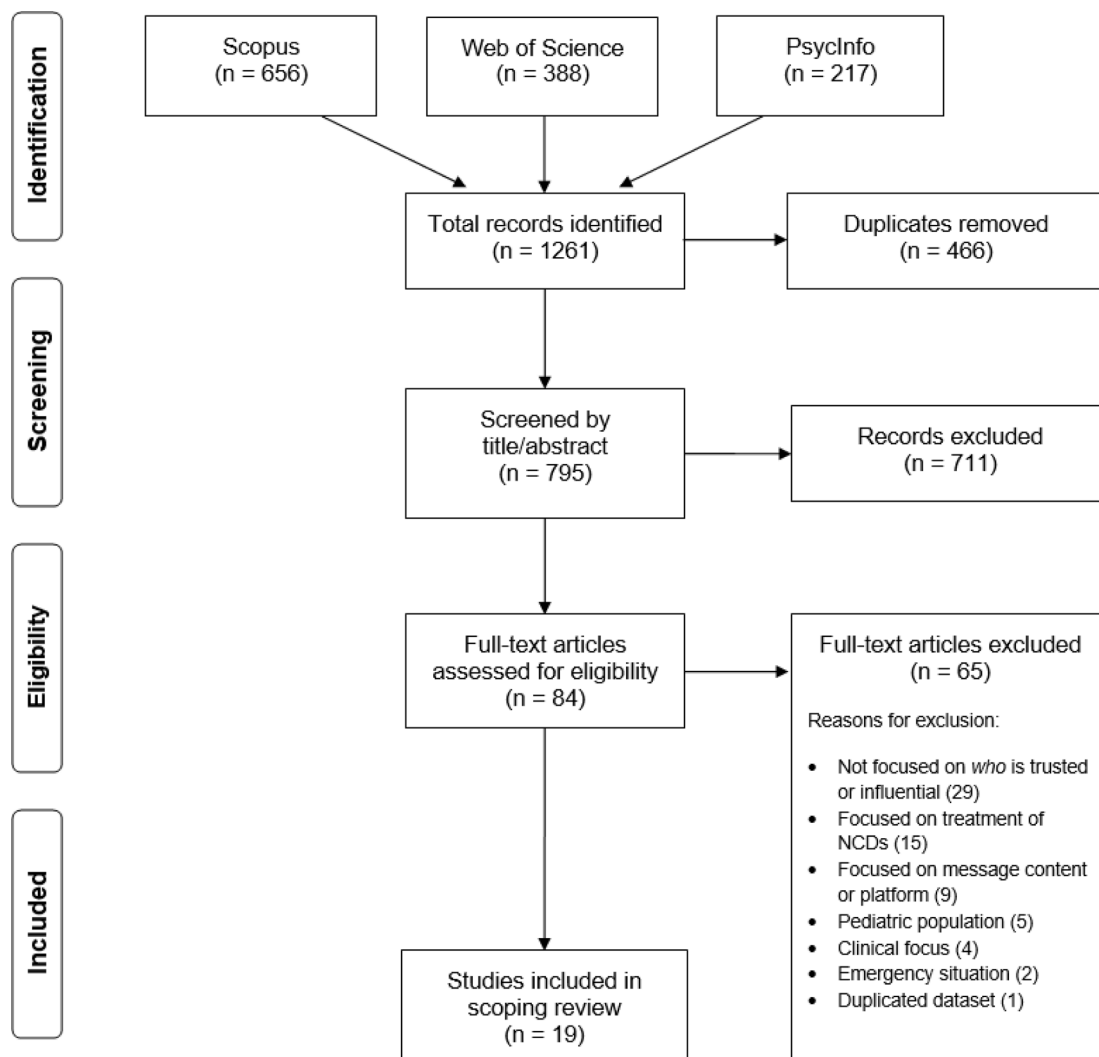 Identification
Scopus
(n = 656)
Web of Science
(n = 388)
PsycInfo
(n = 217)
Total records identified
(n = 1261)
Duplicates removed
(n = 466)
Screening
Screened by
title/abstract
(n = 795)
Records excluded
(n = 711)
Eligibility
Full-text articles
assessed for eligibility
(n = 84)
Full-text articles excluded
(n = 65)
Reasons for exclusion:
• Not focused on who is trusted
or influential (29)
• Focused on treatment of
NCDs (15)
• Focused on message content
or platform (9)
• Pediatric population (5)
• Clinical focus (4)
• Emergency situation (2)
• Duplicated dataset (1)
Included
Studies included in
scoping review
(n = 19)